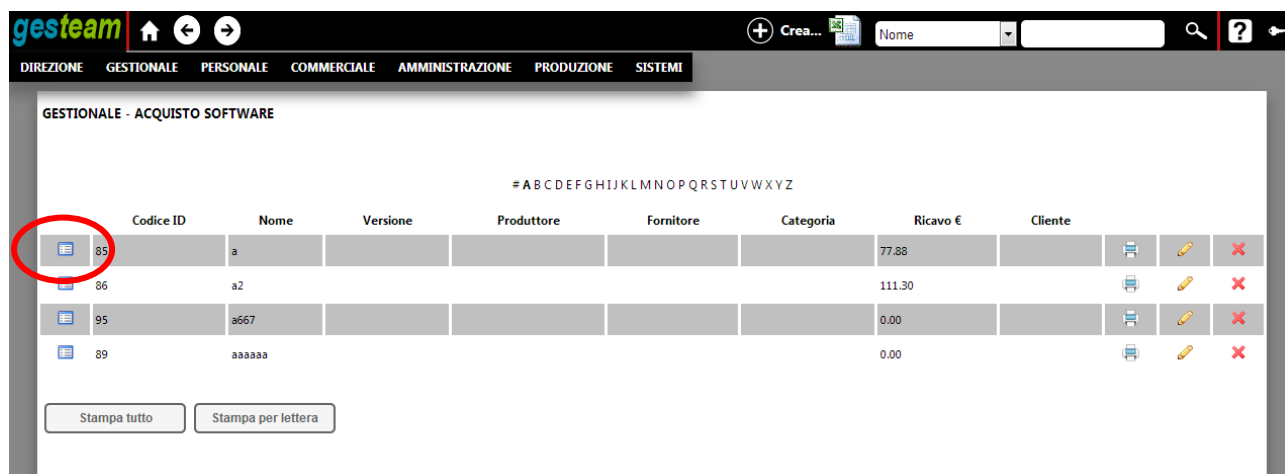 gesteam Crea... Nome ?
DIREZIONE GESTIONALE PERSONALE COMMERCIALE AMMINISTRAZIONE PRODUZIONE SISTEMI
GESTIONALE - ACQUISTO SOFTWARE
# A B C D E F G H I J K L M N O P Q R S T U V W X Y Z
Codice ID Nome Versione Produttore Fornitore Categoria Ricavo € Cliente
85 a 77.88
86 a2 111.30
95 a667 0.00
89 aaaaaa 0.00
Stampa tutto Stampa per lettera